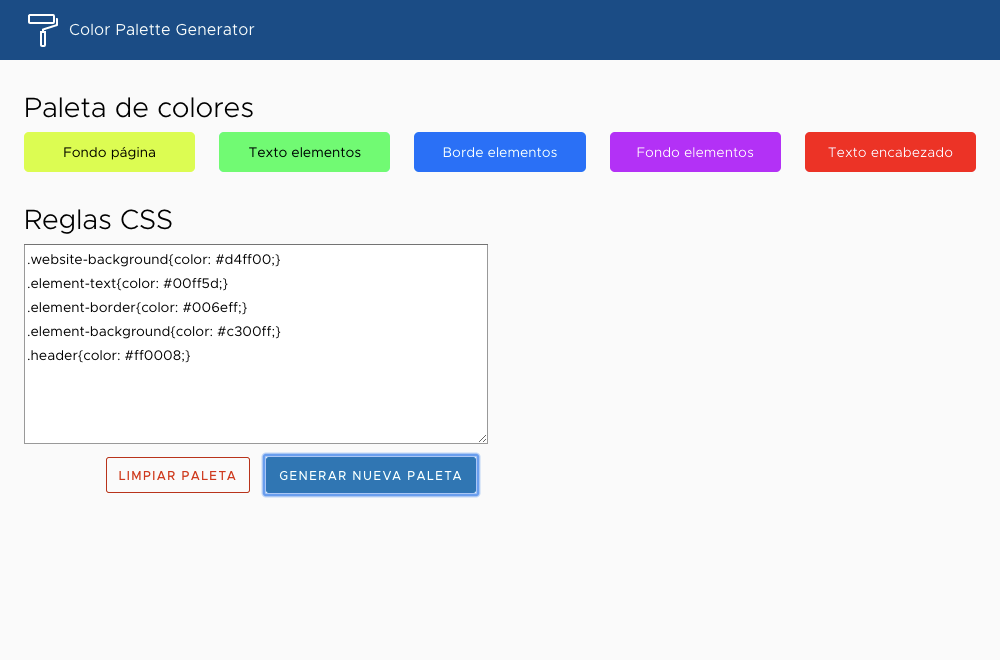 Color Palette Generator
Paleta de colores
Fondo página
Texto elementos
Borde elementos
Fondo elementos
Texto encabezado
Reglas CSS
.website-background{color: #d4ff00;}
.element-text{color: #00ff5d;}
.element-border{color: #006eff;}
.element-background{color: #c300ff;}
.header{color: #ff0008;}
LIMPIAR PALETA
GENERAR NUEVA PALETA